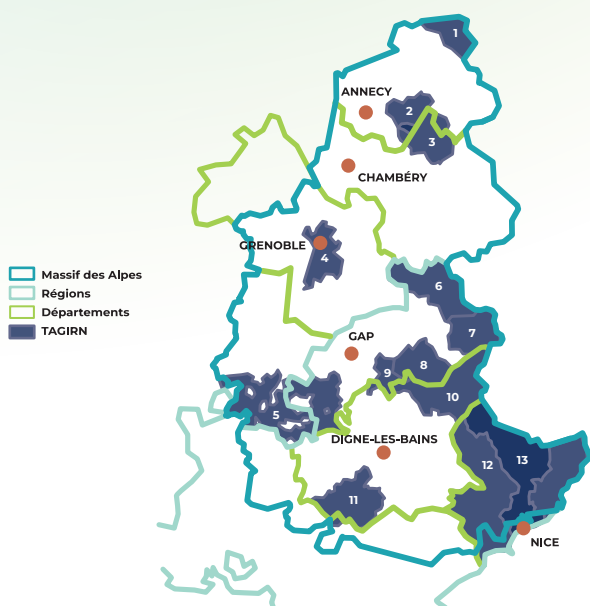 1
ANNECY
2
3
CHAMBÉRY
GRENOBLE
4
Massif des Alpes
Régions
Départements
TAGIRN
6
7
GAP
8
9
10
5
DIGNE-LES-BAINS
13
12
11
NICE